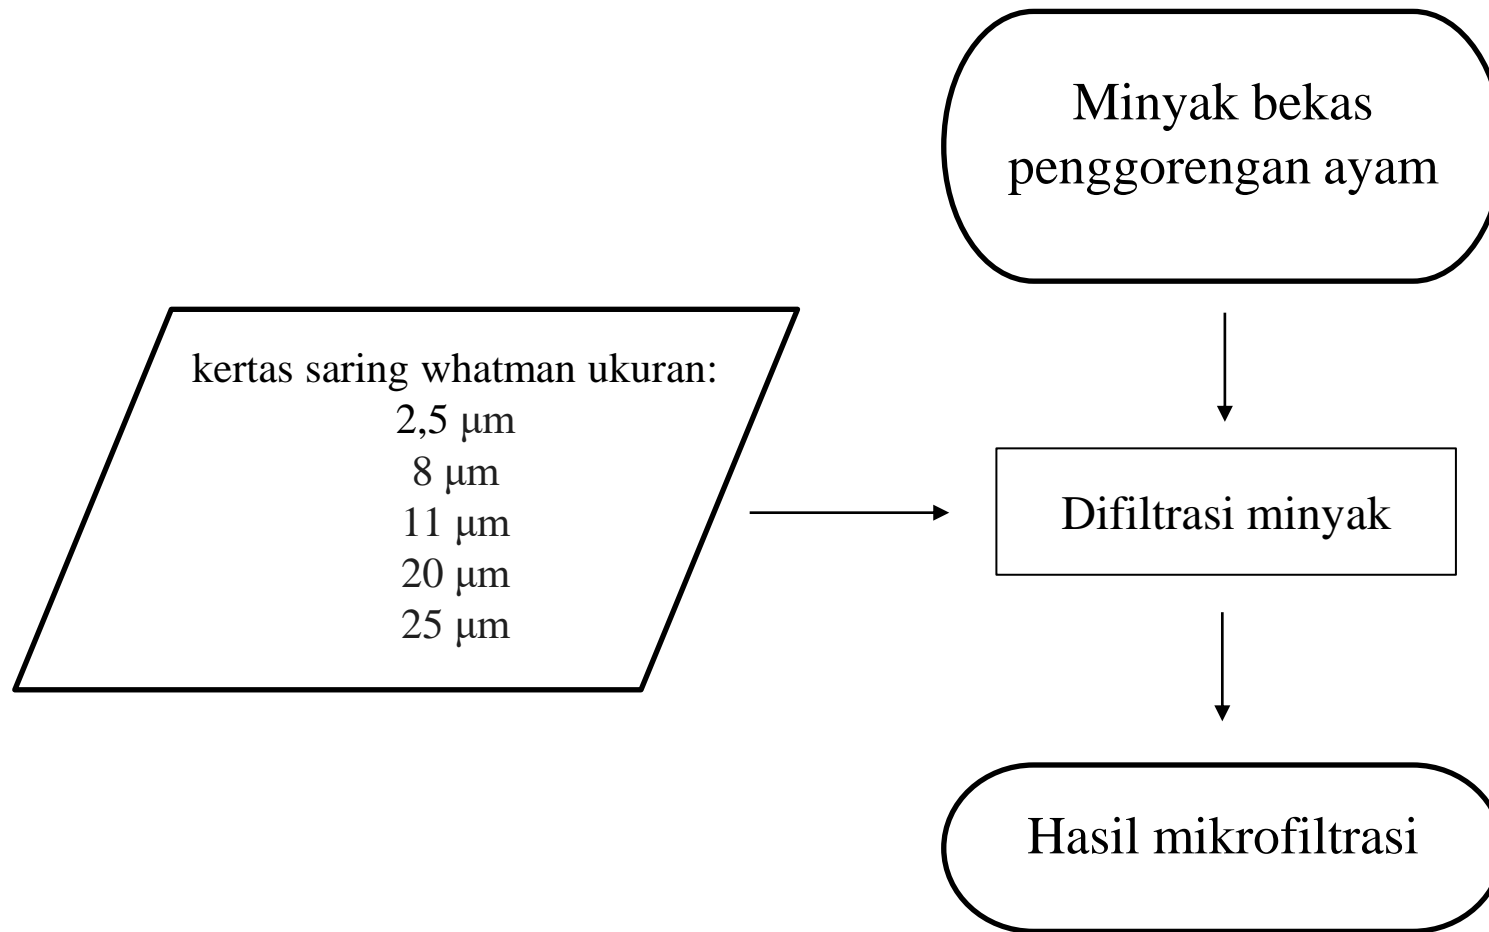 Minyak bekas
penggorengan ayam
kertas saring whatman ukuran:
2,5 μm
8 μm
11 μm
20 μm
25 μm
Difiltrasi minyak
Hasil mikrofiltrasi